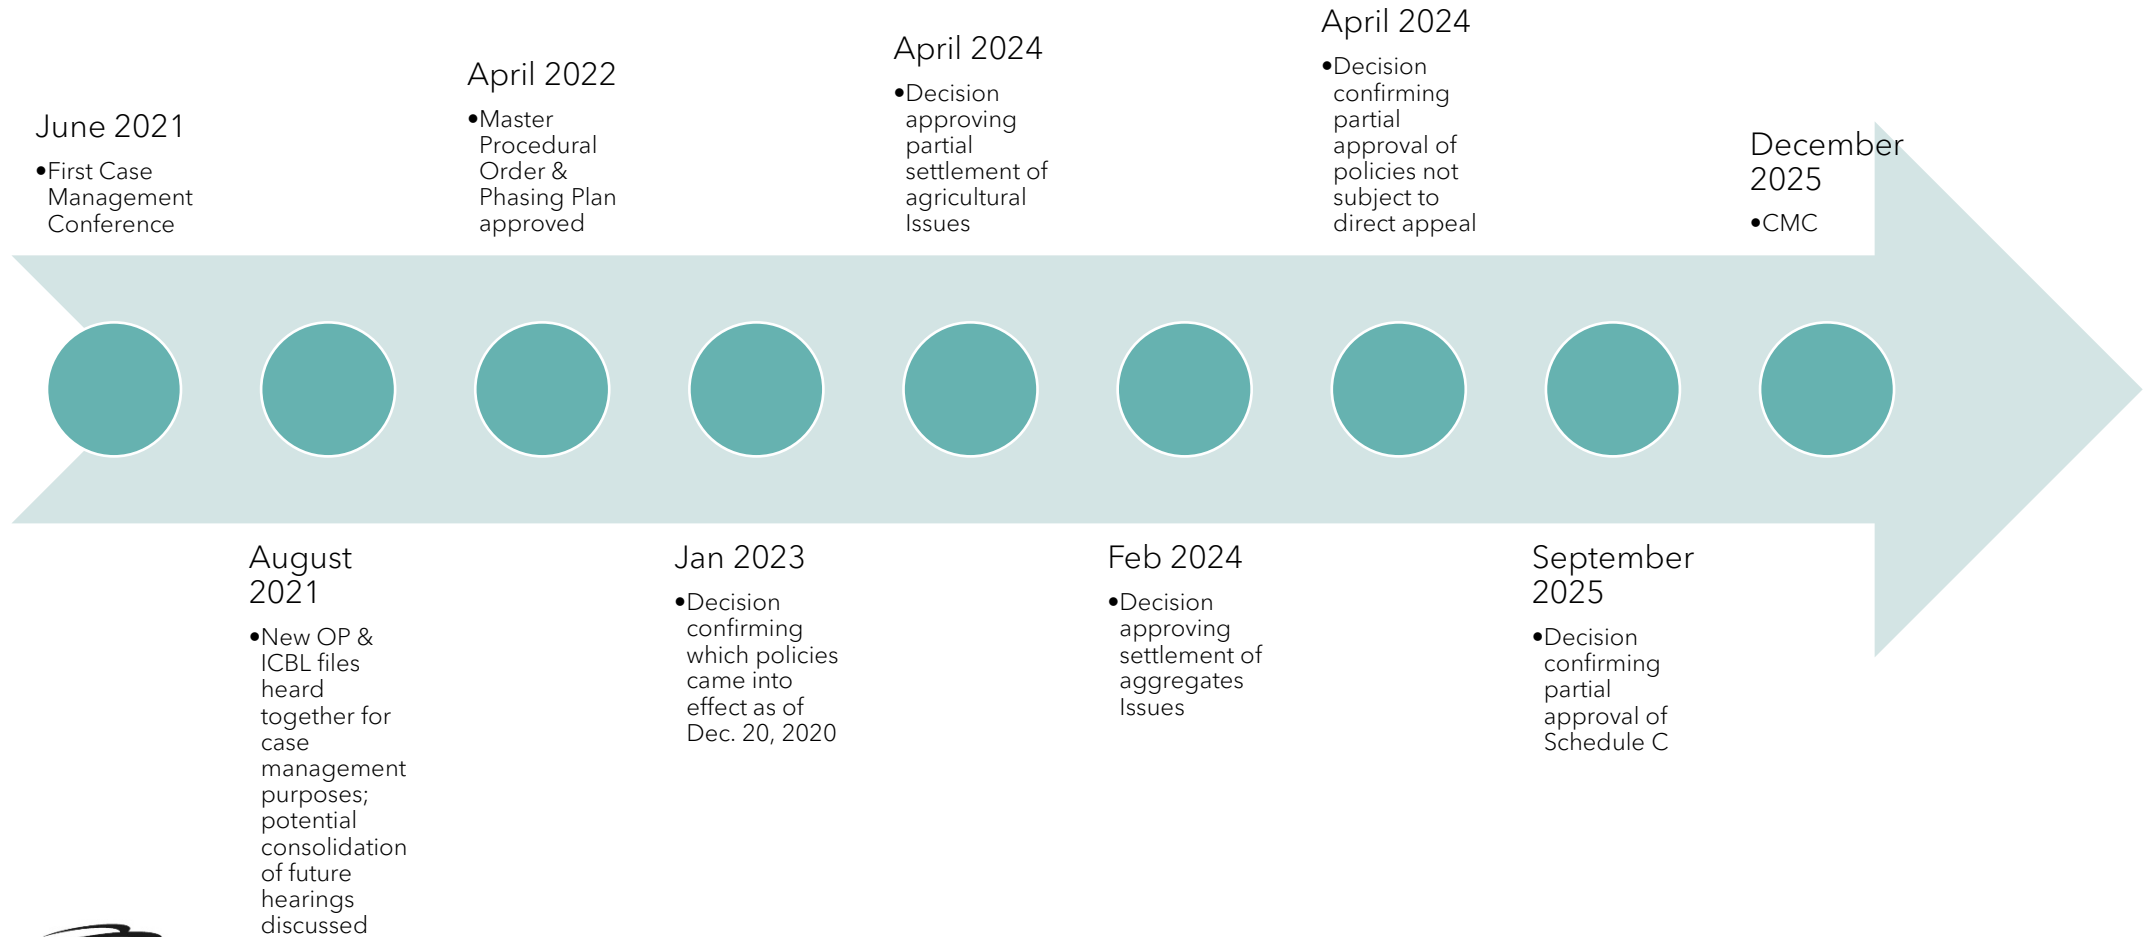 June 2021
•First Case
Management
Conference
August
2021
•New OP &
ICBL files
heard
together for
case
management
purposes;
potential
consolidation
of future
hearings
discussed
April 2022
•Master
Procedural
Order &
Phasing Plan
approved
Jan 2023
•Decision
confirming
which policies
came into
effect as of
Dec. 20, 2020
April 2024
•Decision
approving
partial
settlement of
agricultural
Issues
Feb 2024
•Decision
approving
settlement of
aggregates
Issues
April 2024
•Decision
confirming
partial
approval of
policies not
subject to
direct appeal
September
2025
•Decision
confirming
partial
approval of
Schedule C
December
2025
•CMC